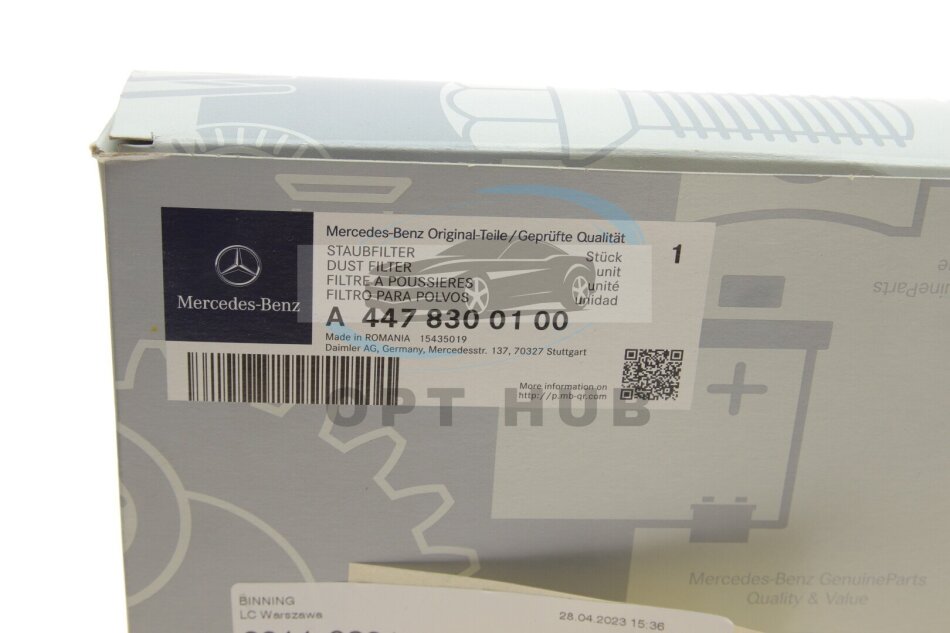 Mercedes-Benz Original-Teile/Geprüfte Qualität
STAUBFILTER Stück 1
DUST FILTER unit
FILTRE A POUSSIERES unité
FILTRO PARA POLVOS unidad
Mercedes-Benz
A 447 830 01 00
Made in ROMANIA 15435019
Daimler AG, Germany, Mercedesstr. 137, 70327 Stuttgart
More information on
http://p.mb-qr.com
OPT HUB
GenuineParts
Mercedes-Benz GenuineParts
Quality & Value
BINNING
LC Warszawa
28.04.2023 15:36